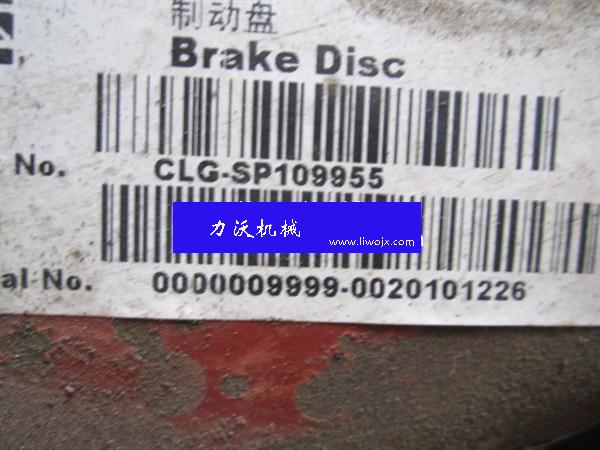 制动盘
Brake Disc
No. CLG-SP109955
力沃机械
www.liwojx.com
al No. 0000009999-0020101226